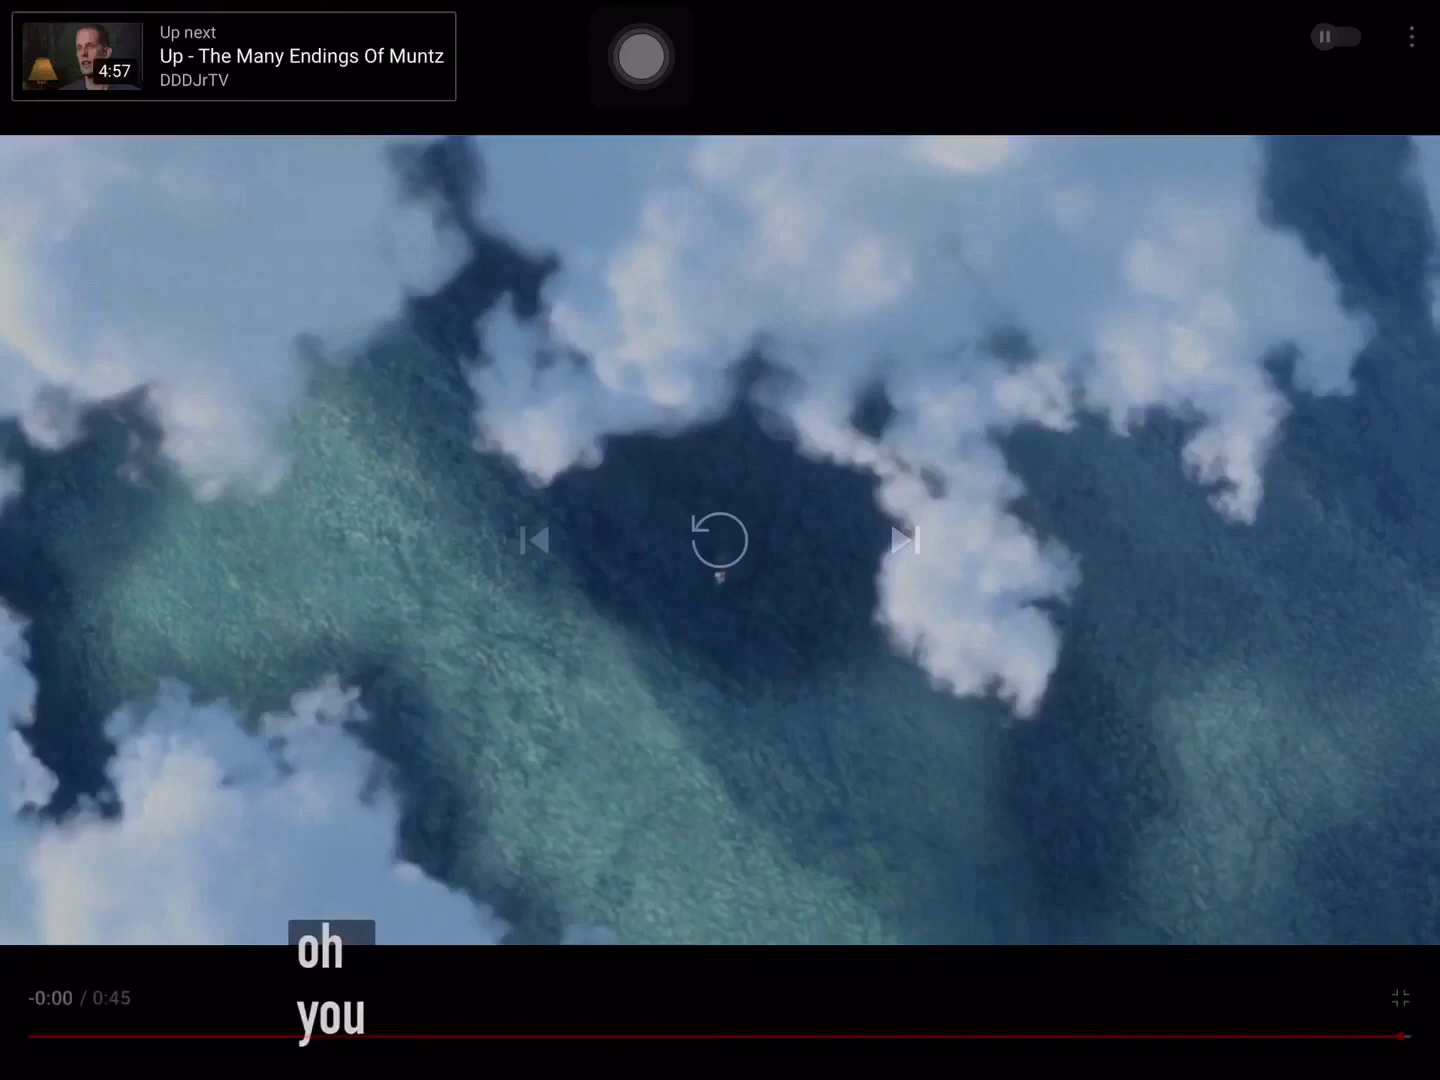 Up next
Up - The Many Endings Of Muntz
4:57
DDDJrTV
oh
you
-0:00 / 0:45